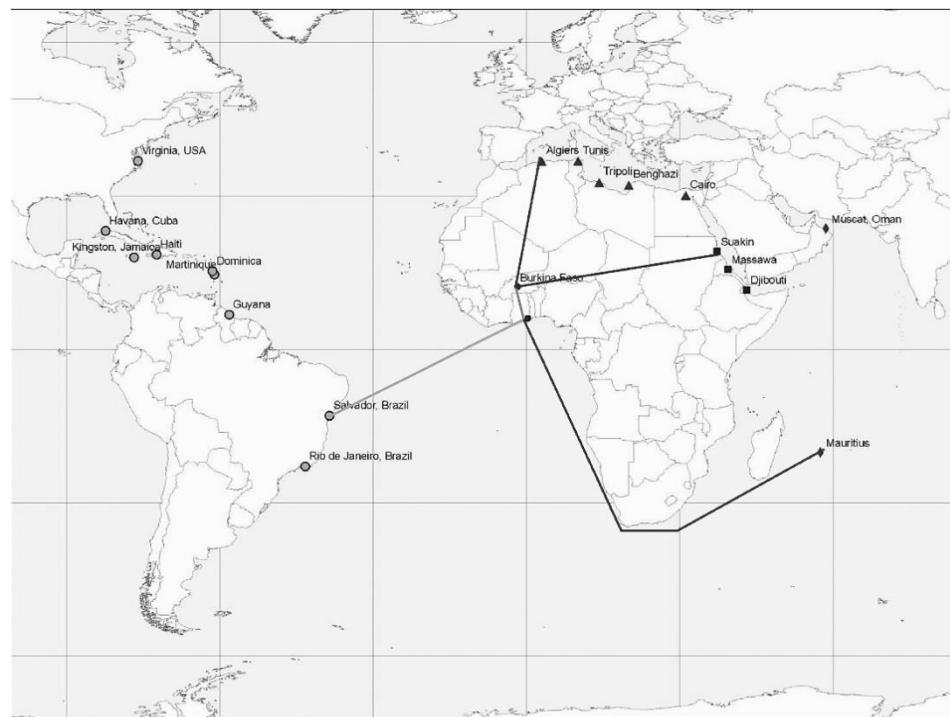 Algiers Tunis
Virginia, USA
Tripoli
Benghazi
Cairo
Muscat, Oman
Havana, Cuba
Kingston, Jamaica
Haiti
Suakin
Martinique
Dominica
Massawa
Burkina Faso
Djibouti
Guyana
Salvador, Brazil
Mauritius
Rio de Janeiro, Brazil